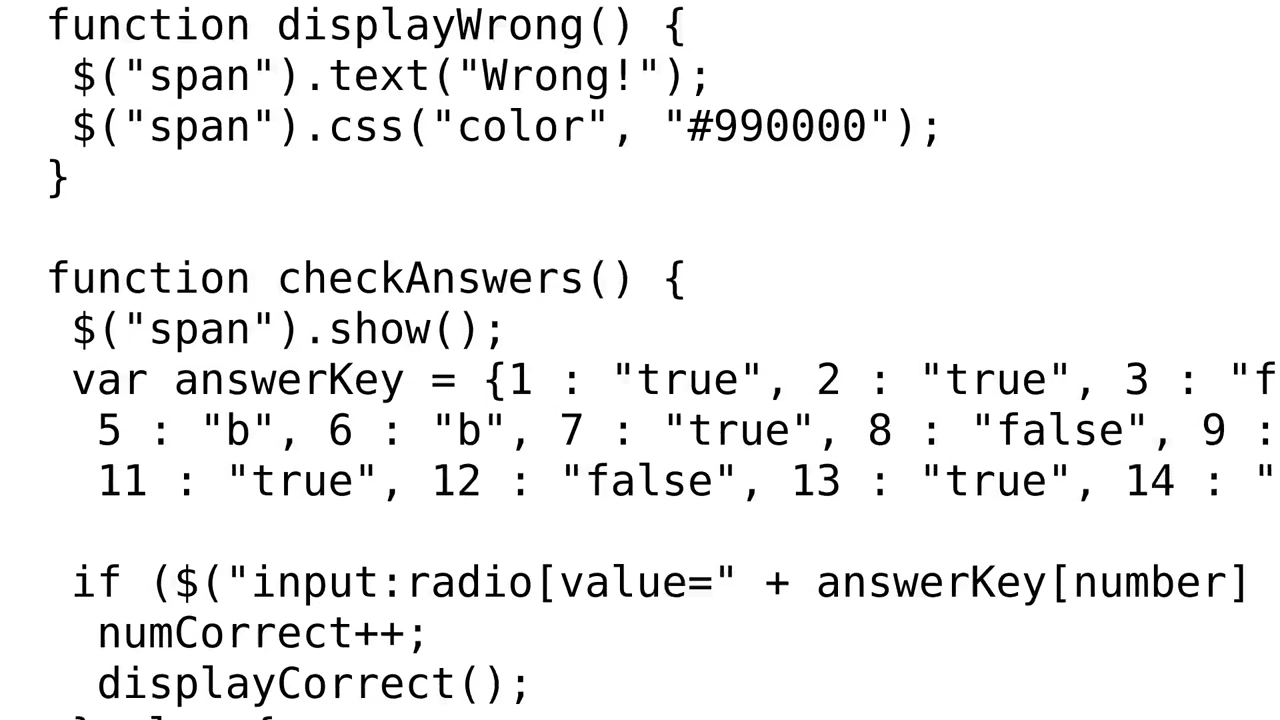 function displayWrong() {
$("span").text("Wrong!");
$("span").css("color", "#990000");
}
function checkAnswers() {
$("span").show();
var answerKey = {1 : "true", 2 : "true", 3 : "f
5 : "b", 6 : "b", 7 : "true", 8 : "false", 9 :
11 : "true", 12 : "false", 13 : "true", 14 : "
if ($("input:radio[value=" + answerKey[number]
numCorrect++;
displayCorrect();